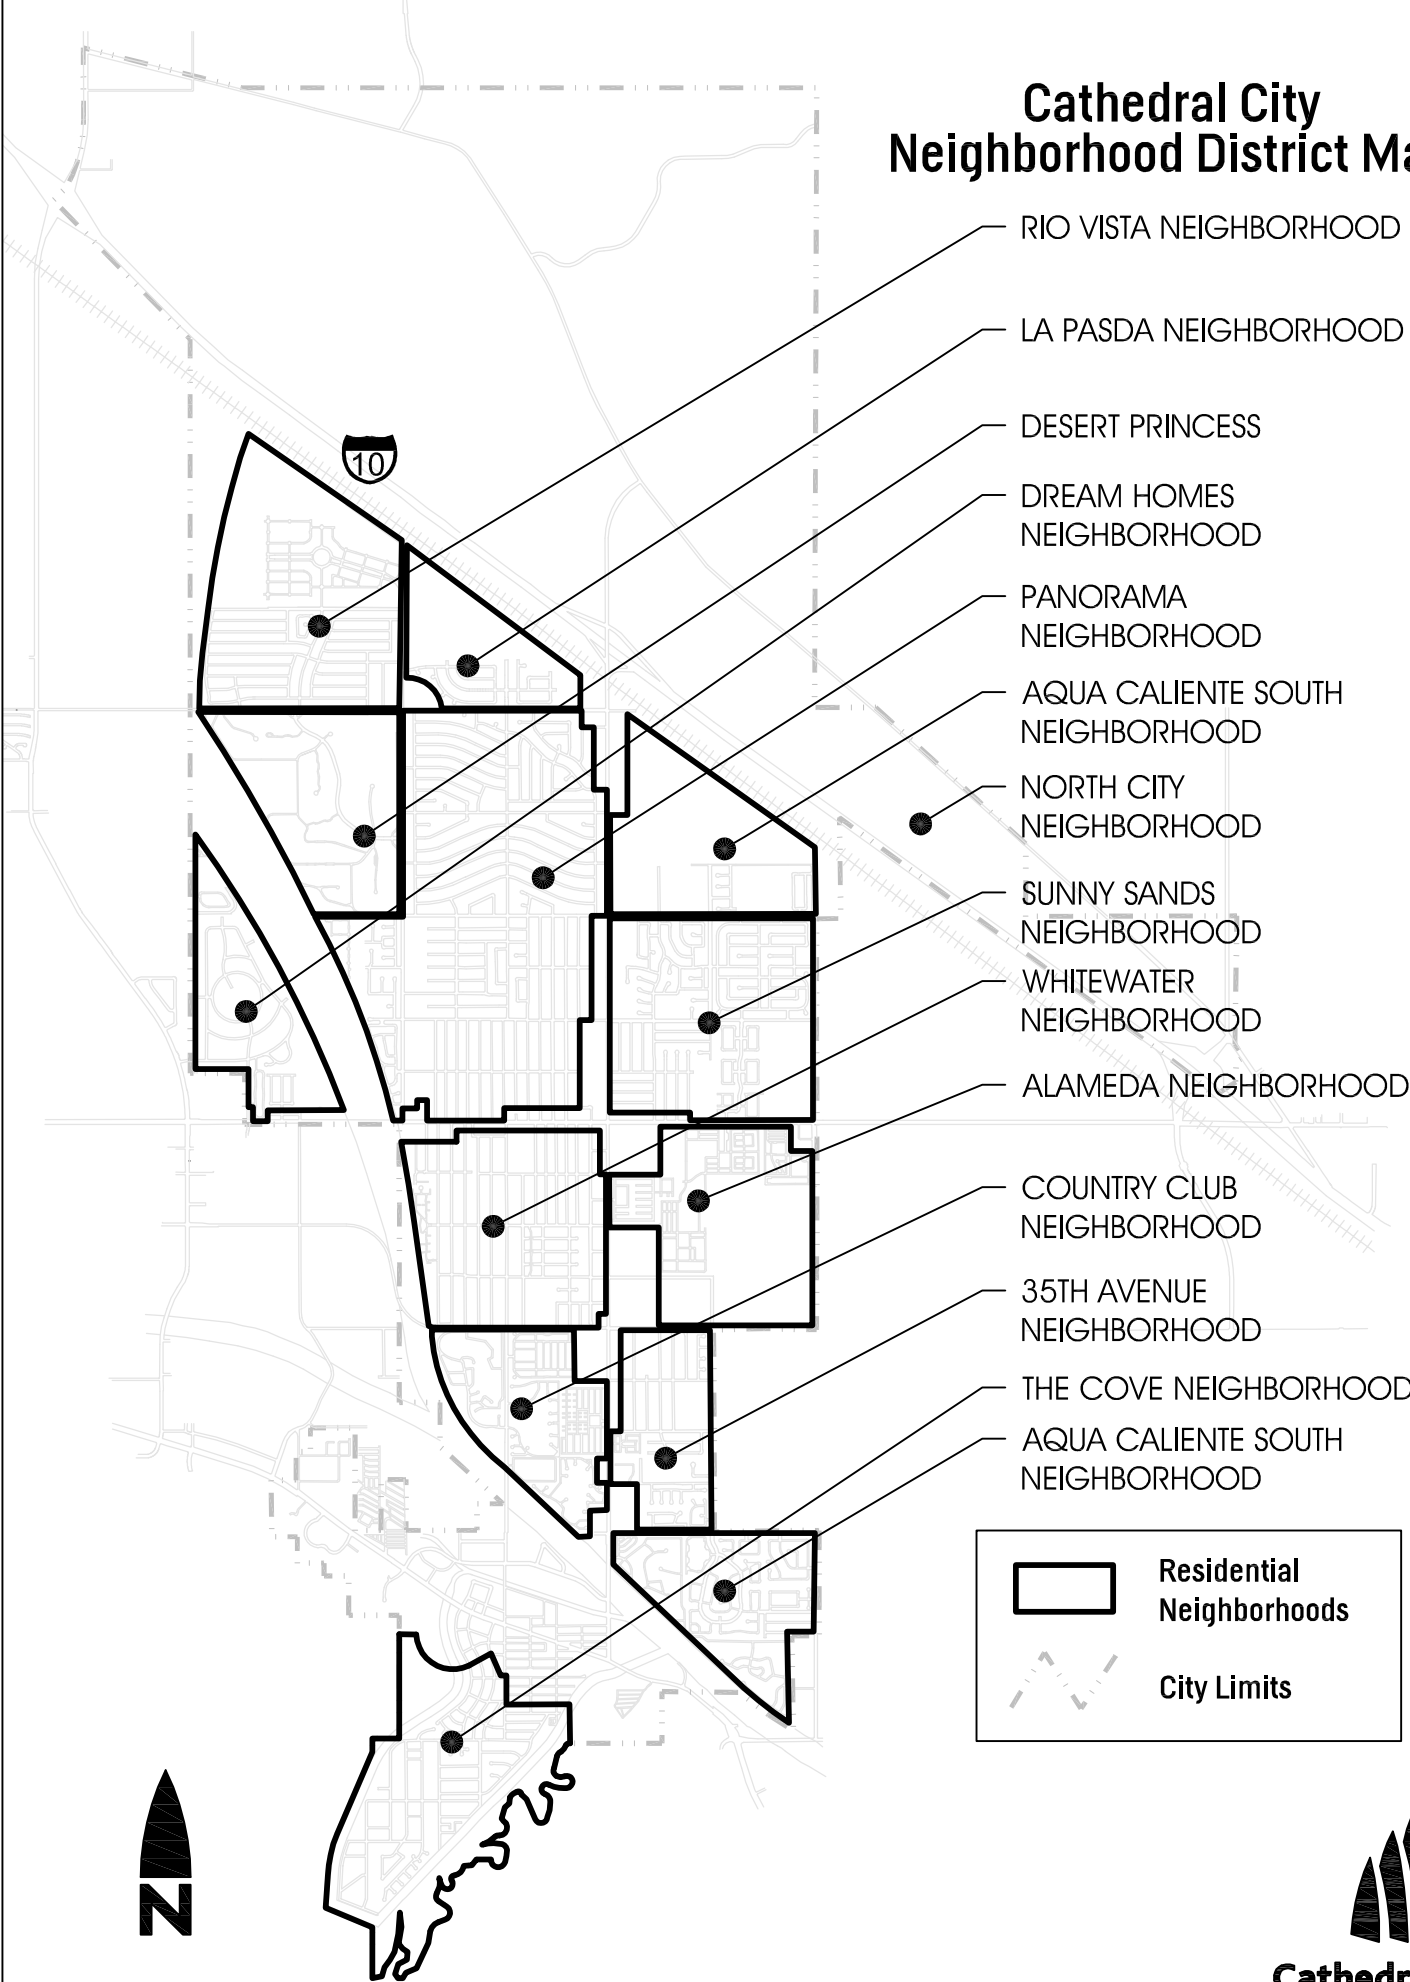 Cathedral City
Neighborhood District Ma
RIO VISTA NEIGHBORHOOD
LA PASDA NEIGHBORHOOD
DESERT PRINCESS
DREAM HOMES
NEIGHBORHOOD
PANORAMA
NEIGHBORHOOD
AQUA CALIENTE SOUTH
NEIGHBORHOOD
NORTH CITY
NEIGHBORHOOD
SUNNY SANDS
NEIGHBORHOOD
WHITEWATER
NEIGHBORHOOD
ALAMEDA NEIGHBORHOOD
COUNTRY CLUB
NEIGHBORHOOD
35TH AVENUE
NEIGHBORHOOD
THE COVE NEIGHBORHOOD
AQUA CALIENTE SOUTH
NEIGHBORHOOD
10
Residential
Neighborhoods
City Limits
N
Cathedr